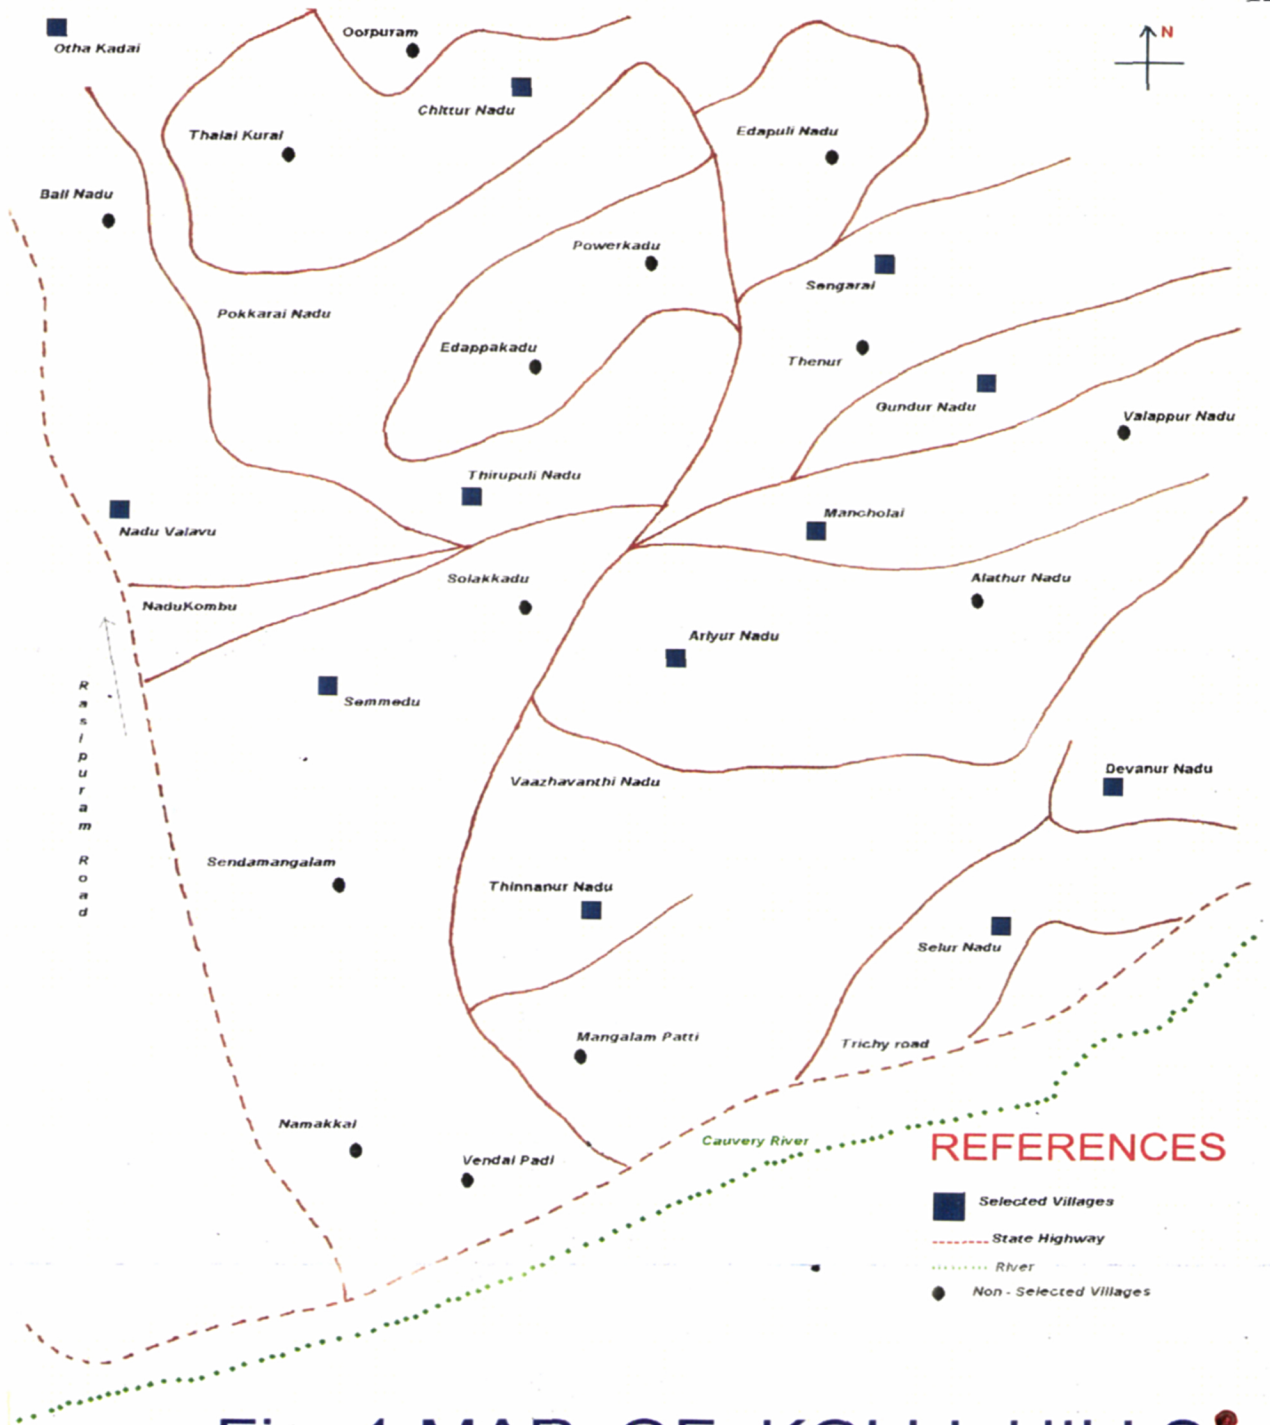 Otha Kadai
Oorpuram
N
Chittur Nadu
Thalai Kural
Edapuli Nadu
Bail Nadu
Powerkadu
Sengarai
Pokkarai Nadu
Edappakadu
Thenur
Gundur Nadu
Valappur Nadu
Thirupuli Nadu
Nadu Valavu
Mancholai
Solakkadu
Alathur Nadu
NaduKombu
Ariyur Nadu
Rasipuram Road
Semmedu
Vaazhavanthi Nadu
Devanur Nadu
Sendamangalam
Thinnanur Nadu
Selur Nadu
Mangalam Patti
Trichy road
Namakkal
Vendai Padi
Cauvery River
REFERENCES
Selected Villages
State Highway
River
Non - Selected Villages